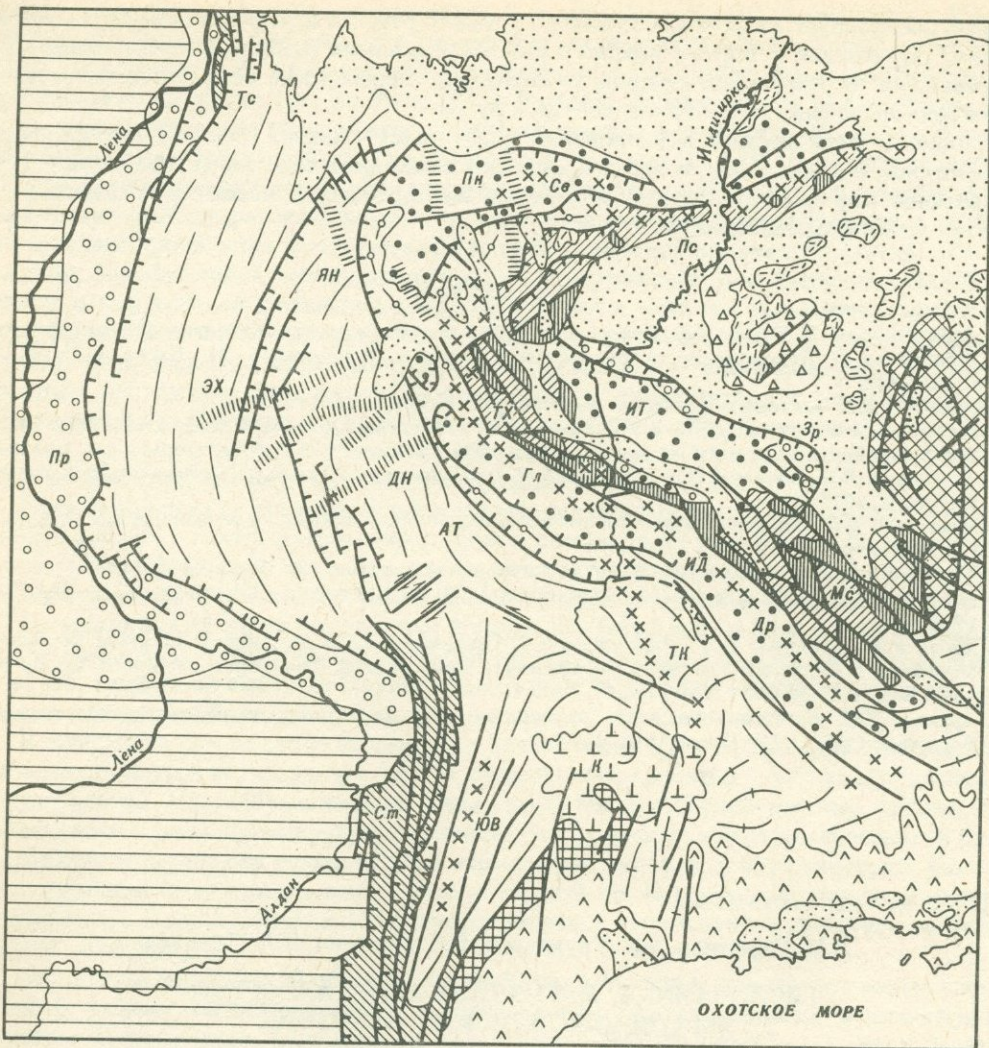 Тс
Лена
Индигирка
Пн
Св
УТ
Пс
ЯН
ЭХ
ТХ
ИТ
Зр
Пр
ДН
Гл
АТ
ИД
Мс
Др
ТК
Лена
К
Ст
ЮВ
Алдан
ОХОТСКОЕ МОРЕ